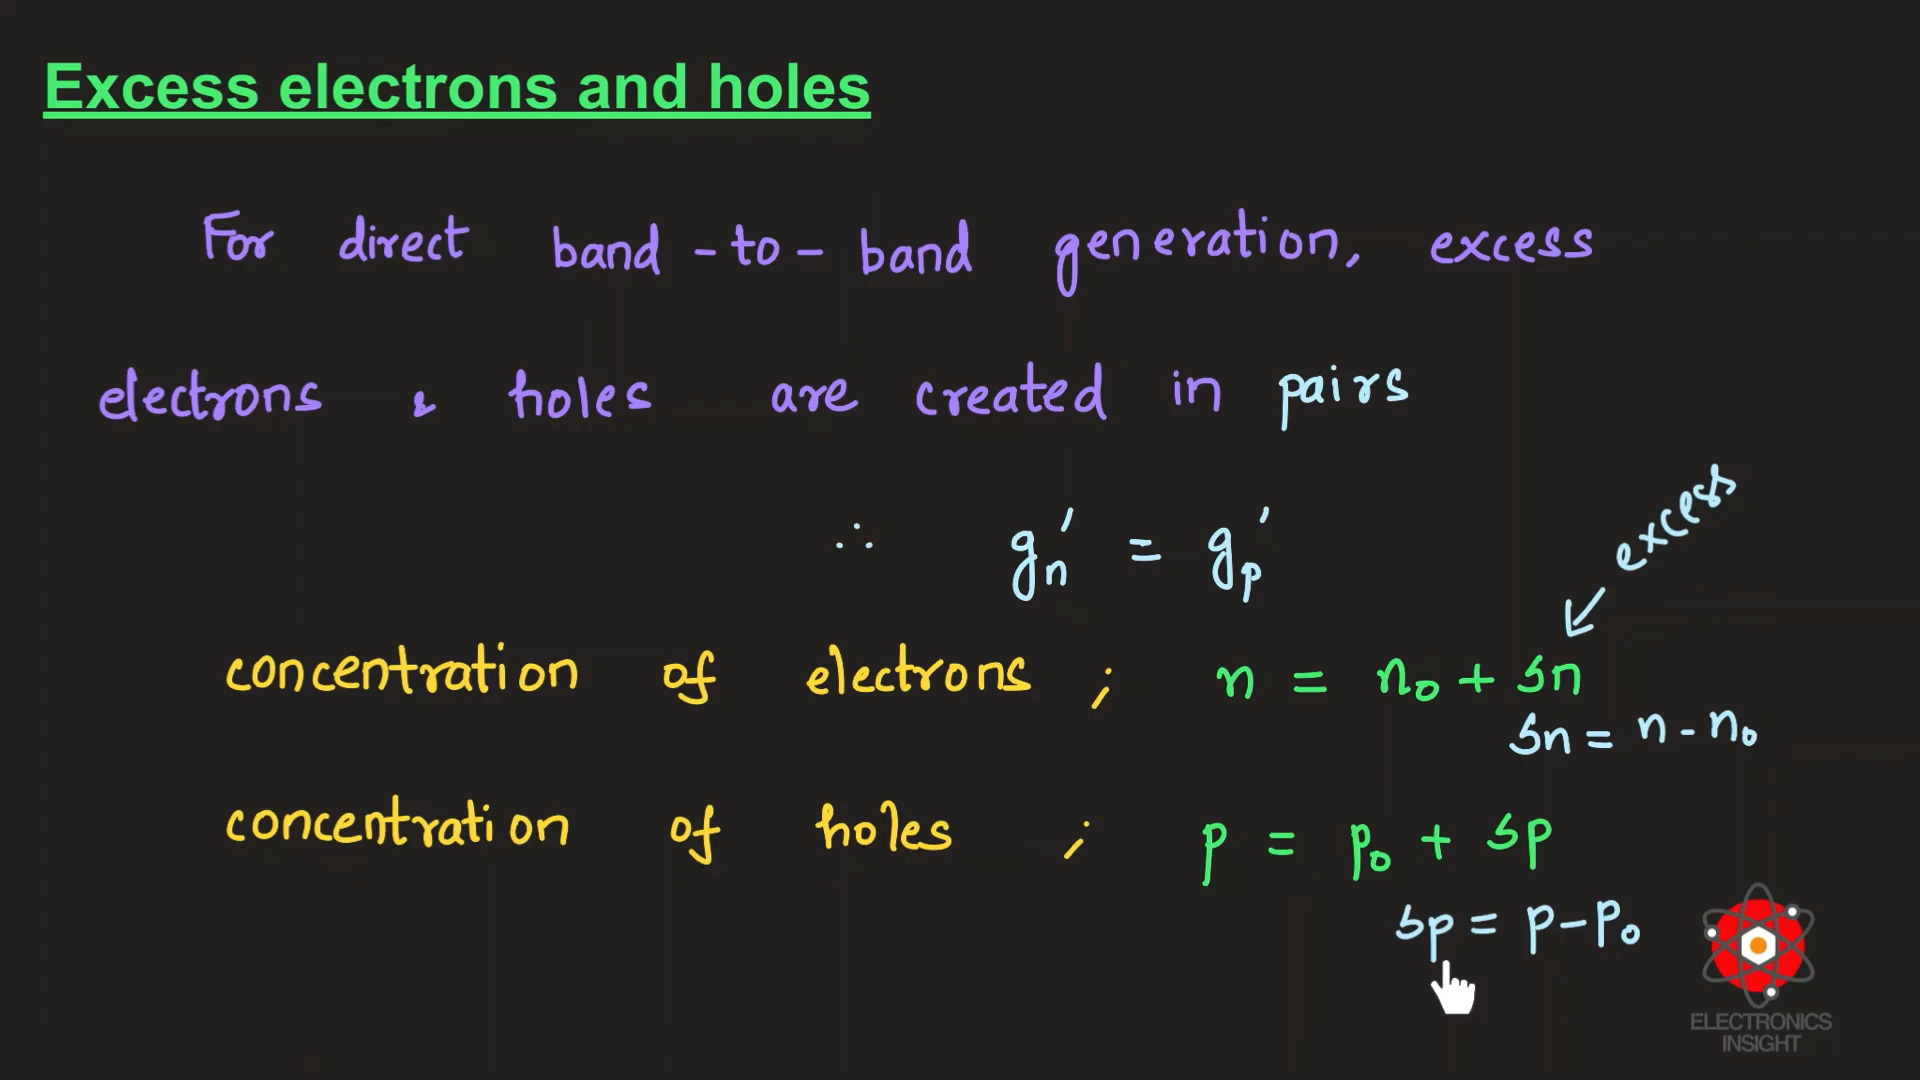 Excess electrons and holes
For direct band-to-band generation, excess
electrons & holes are created in pairs
∴ gn' = gp'
excess
concentration of electrons ; n = n₀ + δn
δn = n - n₀
concentration of holes ; p = p₀ + δp
δp = p - p₀
ELECTRONICS
INSIGHT